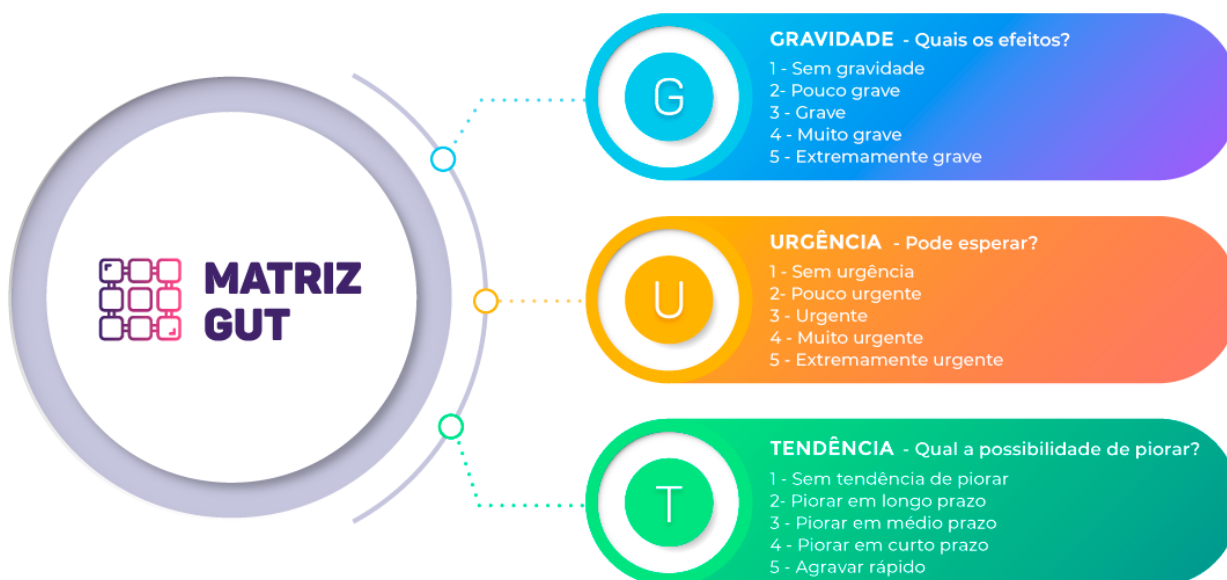 MATRIZ
GUT
G
GRAVIDADE - Quais os efeitos?
1 - Sem gravidade
2- Pouco grave
3 - Grave
4 - Muito grave
5 - Extremamente grave
U
URGÊNCIA - Pode esperar?
1 - Sem urgência
2- Pouco urgente
3 - Urgente
4 - Muito urgente
5 - Extremamente urgente
T
TENDÊNCIA - Qual a possibilidade de piorar?
1 - Sem tendência de piorar
2- Piorar em longo prazo
3 - Piorar em médio prazo
4 - Piorar em curto prazo
5 - Agravar rápido